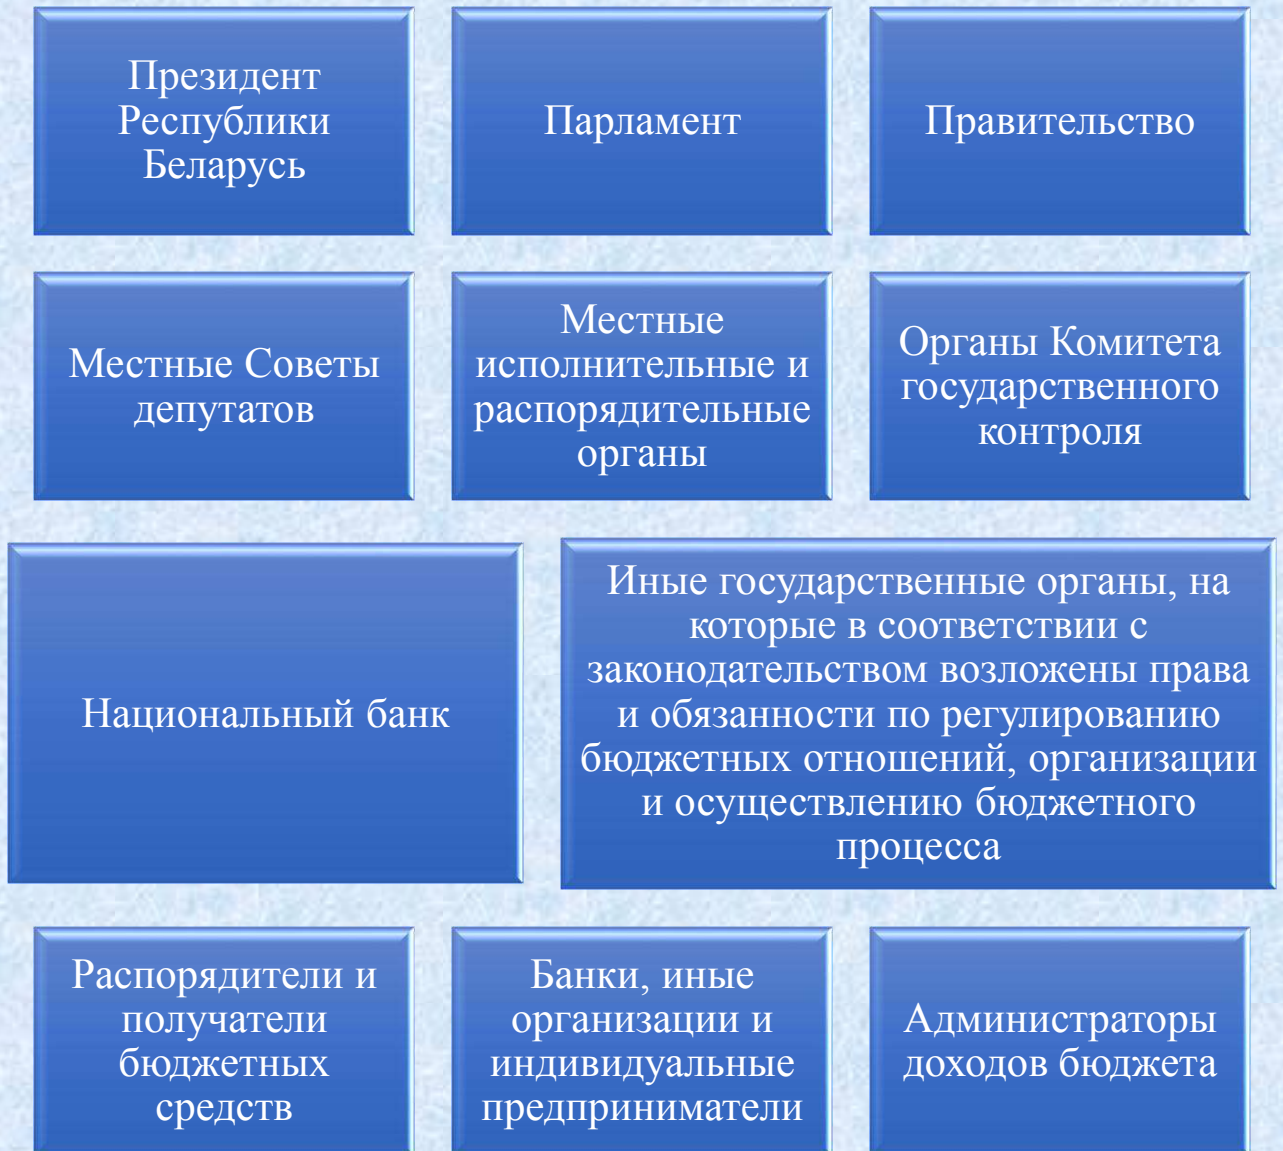 Президент
Республики
Беларусь
Парламент
Правительство
Местные Советы
депутатов
Местные
исполнительные и
распорядительные
органы
Органы Комитета
государственного
контроля
Национальный банк
Иные государственные органы, на
которые в соответствии с
законодательством возложены права
и обязанности по регулированию
бюджетных отношений, организации
и осуществлению бюджетного
процесса
Распорядители и
получатели
бюджетных
средств
Банки, иные
организации и
индивидуальные
предприниматели
Администраторы
доходов бюджета